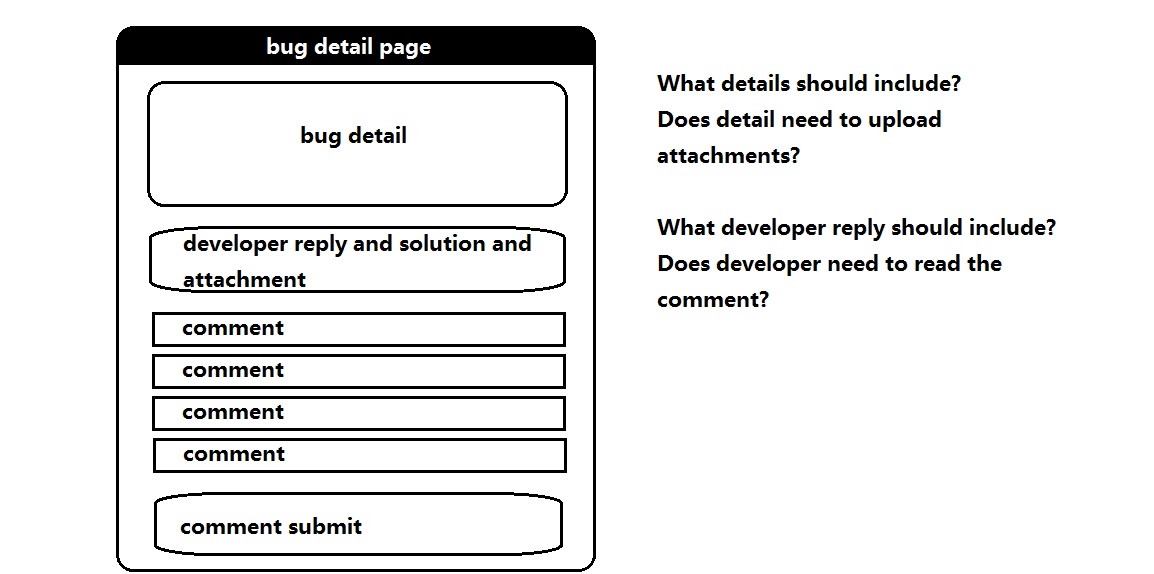 bug detail page
bug detail
developer reply and solution and
attachment
comment
comment
comment
comment
comment submit
What details should include?
Does detail need to upload
attachments?
What developer reply should include?
Does developer need to read the
comment?